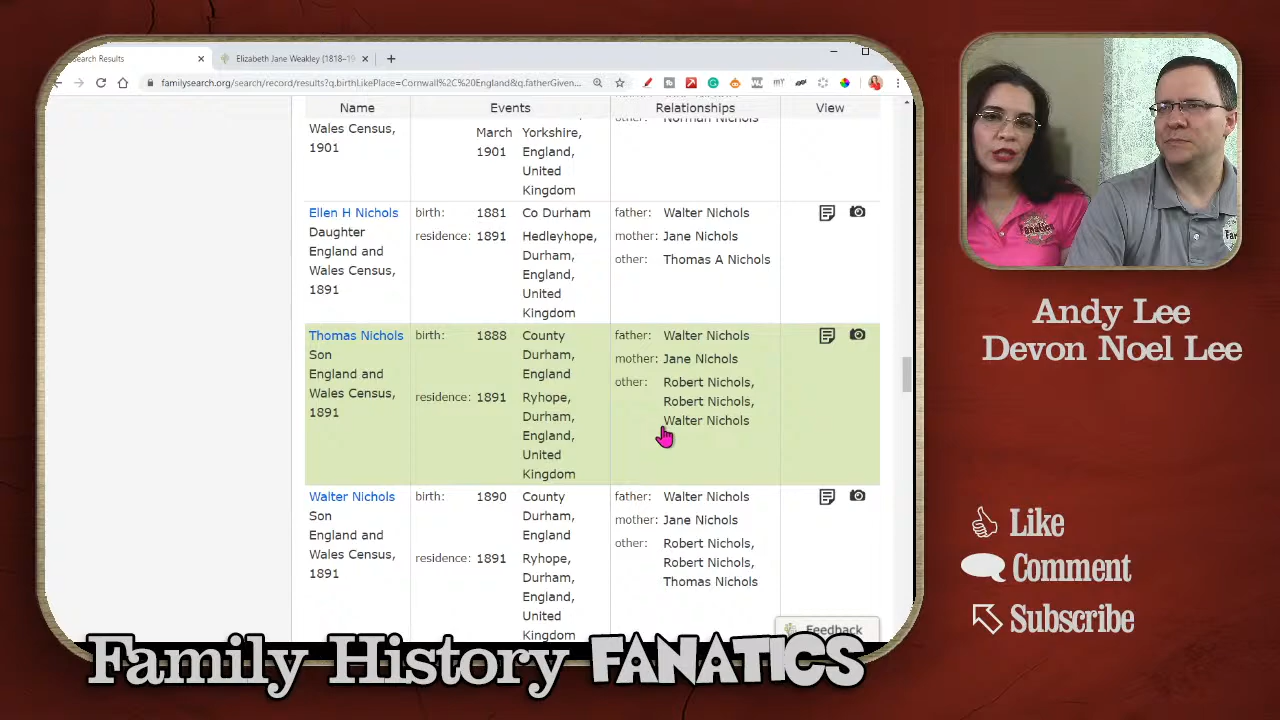 Search Results
Elizabeth Jane Weakley (1818–19
familysearch.org/search/record/results?q.birthLikePlace=Cornwall%2C%20England&q.fatherGiven...
Name Events Relationships View
Norman Nichols
Wales Census,
1901
March
1901
Yorkshire,
England,
United
Kingdom
Ellen H Nichols
Daughter
England and
Wales Census,
1891
birth: 1881 Co Durham
residence: 1891 Hedleyhope,
Durham,
England,
United
Kingdom
father: Walter Nichols
mother: Jane Nichols
other: Thomas A Nichols
Thomas Nichols
Son
England and
Wales Census,
1891
birth: 1888 County
Durham,
England
residence: 1891 Ryhope,
Durham,
England,
United
Kingdom
father: Walter Nichols
mother: Jane Nichols
other: Robert Nichols,
Robert Nichols,
Walter Nichols
Walter Nichols
Son
England and
Wales Census,
1891
birth: 1890 County
Durham,
England
residence: 1891 Ryhope,
Durham,
England,
United
Kingdom
father: Walter Nichols
mother: Jane Nichols
other: Robert Nichols,
Robert Nichols,
Thomas Nichols
Feedback
Fanatics
Andy Lee
Devon Noel Lee
Like
Comment
Subscribe
Family History FANATICS